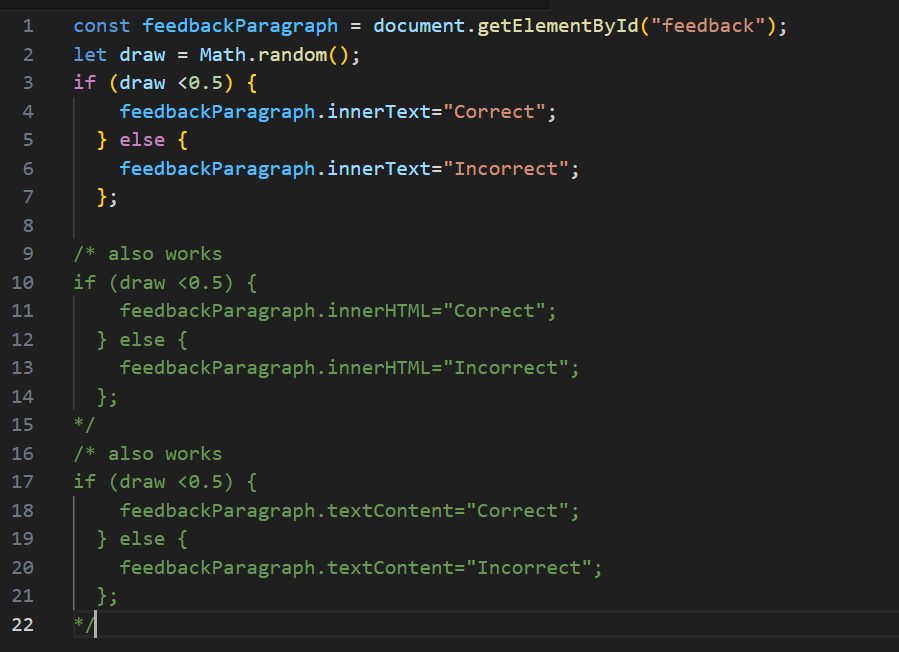 1 const feedbackParagraph = document.getElementById("feedback");
2 let draw = Math.random();
3 if (draw <0.5) {
4     feedbackParagraph.innerText="Correct";
5   } else {
6     feedbackParagraph.innerText="Incorrect";
7   };
8
9 /* also works
10 if (draw <0.5) {
11     feedbackParagraph.innerHTML="Correct";
12   } else {
13     feedbackParagraph.innerHTML="Incorrect";
14   };
15 */
16 /* also works
17 if (draw <0.5) {
18     feedbackParagraph.textContent="Correct";
19   } else {
20     feedbackParagraph.textContent="Incorrect";
21   };
22 */